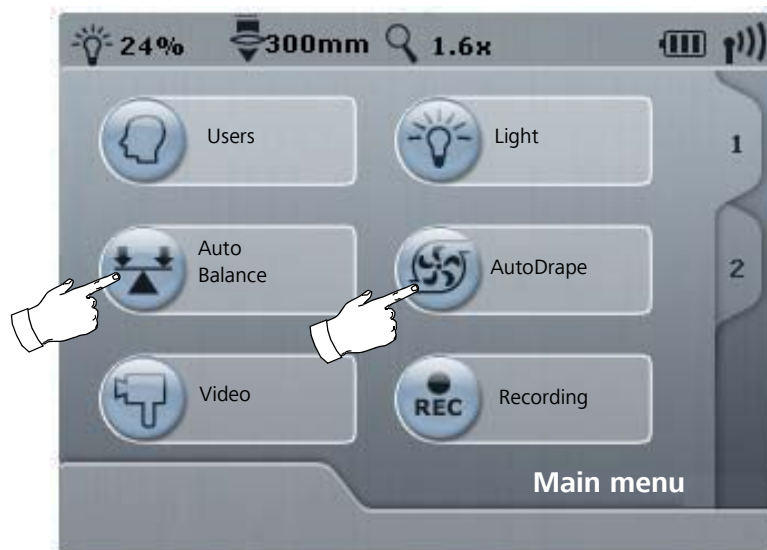 24% 300mm 1.6x
Users
Light
1
Auto
Balance
AutoDrape
2
Video
REC
Recording
Main menu